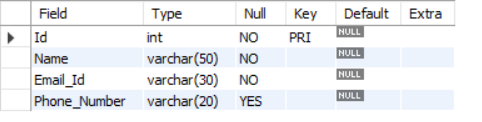 Field Type Null Key Default Extra
Id int NO PRI NULL
Name varchar(50) NO NULL
Email_Id varchar(30) NO NULL
Phone_Number varchar(20) YES NULL